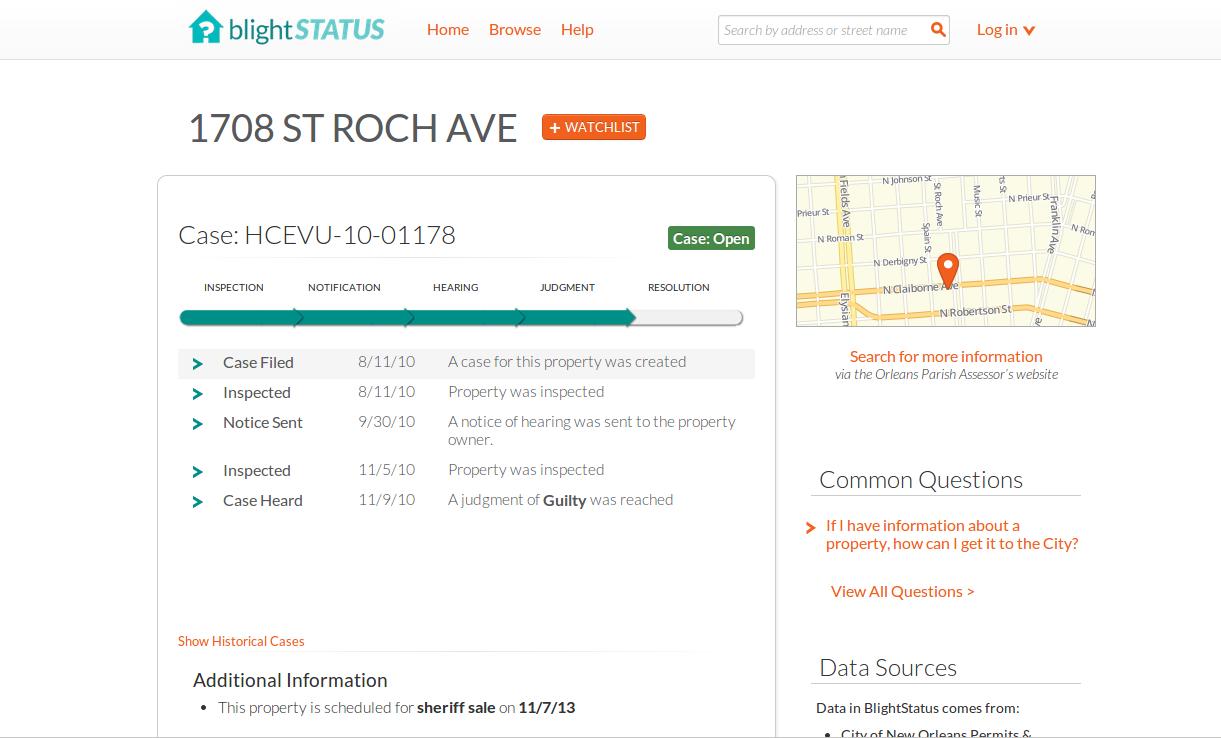 blightSTATUS
Home Browse Help
Search by address or street name
Log in
1708 ST ROCH AVE
+ WATCHLIST
Case: HCEVU-10-01178
Case: Open
INSPECTION NOTIFICATION HEARING JUDGMENT RESOLUTION
Case Filed 8/11/10 A case for this property was created
Inspected 8/11/10 Property was inspected
Notice Sent 9/30/10 A notice of hearing was sent to the property
owner.
Inspected 11/5/10 Property was inspected
Case Heard 11/9/10 A judgment of Guilty was reached
Show Historical Cases
Additional Information
• This property is scheduled for sheriff sale on 11/7/13
N Johnson St
Fields Ave
St Roch Ave
Music St
ts St
N Prieur St
Prieur St
Franklin Ave
N Roman St
Spain St
N Rom
N Derbigny St
N Claiborne Ave
Elysian
N Robertson St
Search for more information
via the Orleans Parish Assessor's website
Common Questions
If I have information about a
property, how can I get it to the City?
View All Questions >
Data Sources
Data in BlightStatus comes from:
• City of New Orleans Permits &